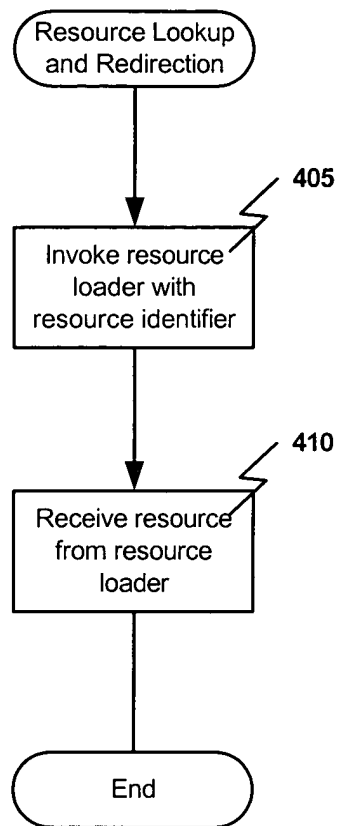 Resource Lookup
and Redirection
405
Invoke resource
loader with
resource identifier
410
Receive resource
from resource
loader
End